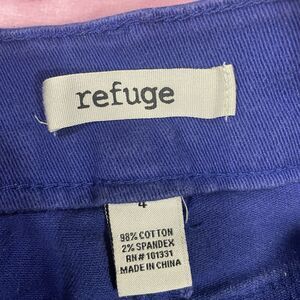 refuge
4
98% COTTON
2% SPANDEX
RN# 101331
MADE IN CHINA